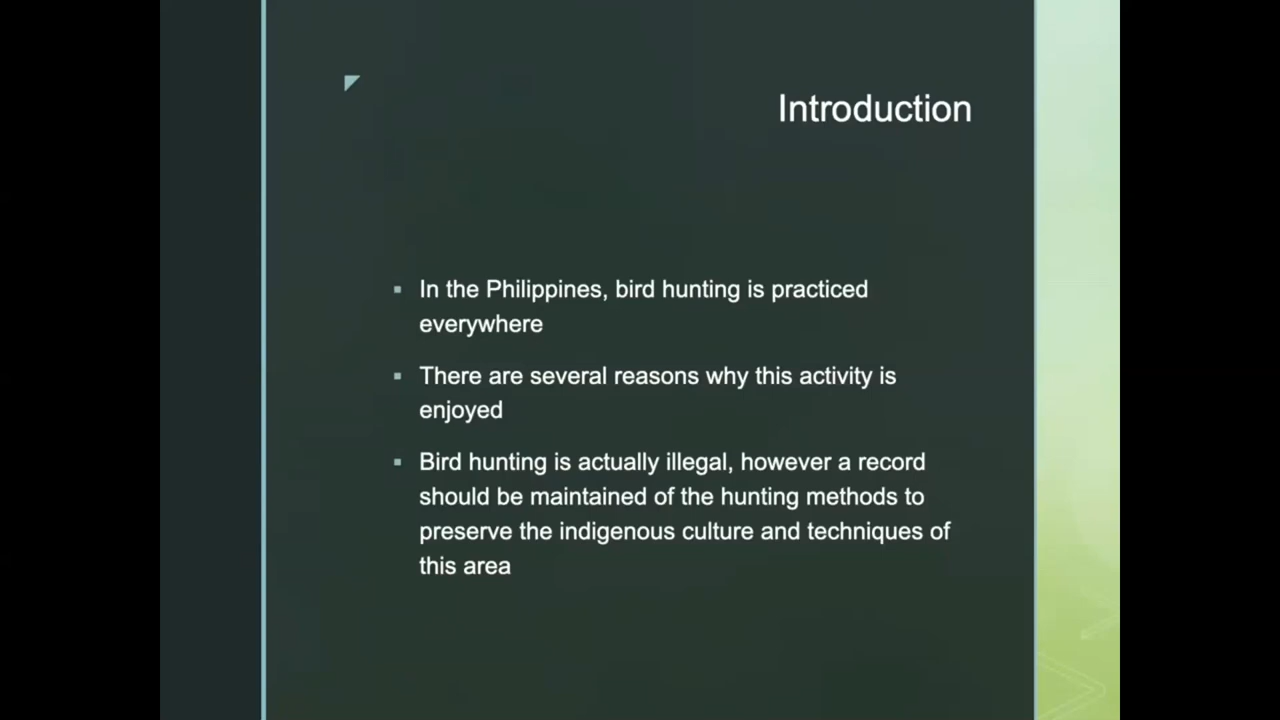 Introduction
▪ In the Philippines, bird hunting is practiced
everywhere
▪ There are several reasons why this activity is
enjoyed
▪ Bird hunting is actually illegal, however a record
should be maintained of the hunting methods to
preserve the indigenous culture and techniques of
this area